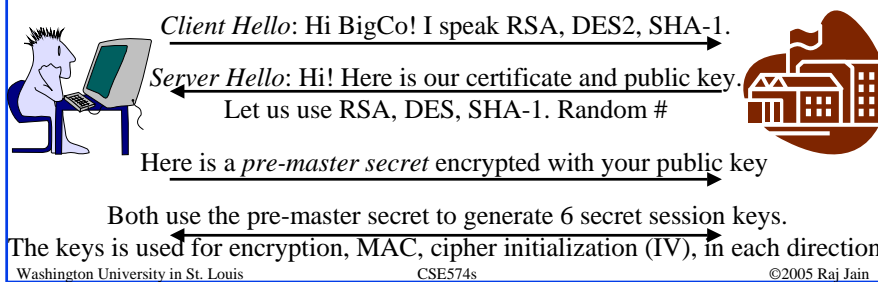 Client Hello: Hi BigCo! I speak RSA, DES2, SHA-1.
Server Hello: Hi! Here is our certificate and public key.
Let us use RSA, DES, SHA-1. Random #
Here is a pre-master secret encrypted with your public key
Both use the pre-master secret to generate 6 secret session keys.
The keys is used for encryption, MAC, cipher initialization (IV), in each direction
Washington University in St. Louis CSE574s ©2005 Raj Jain